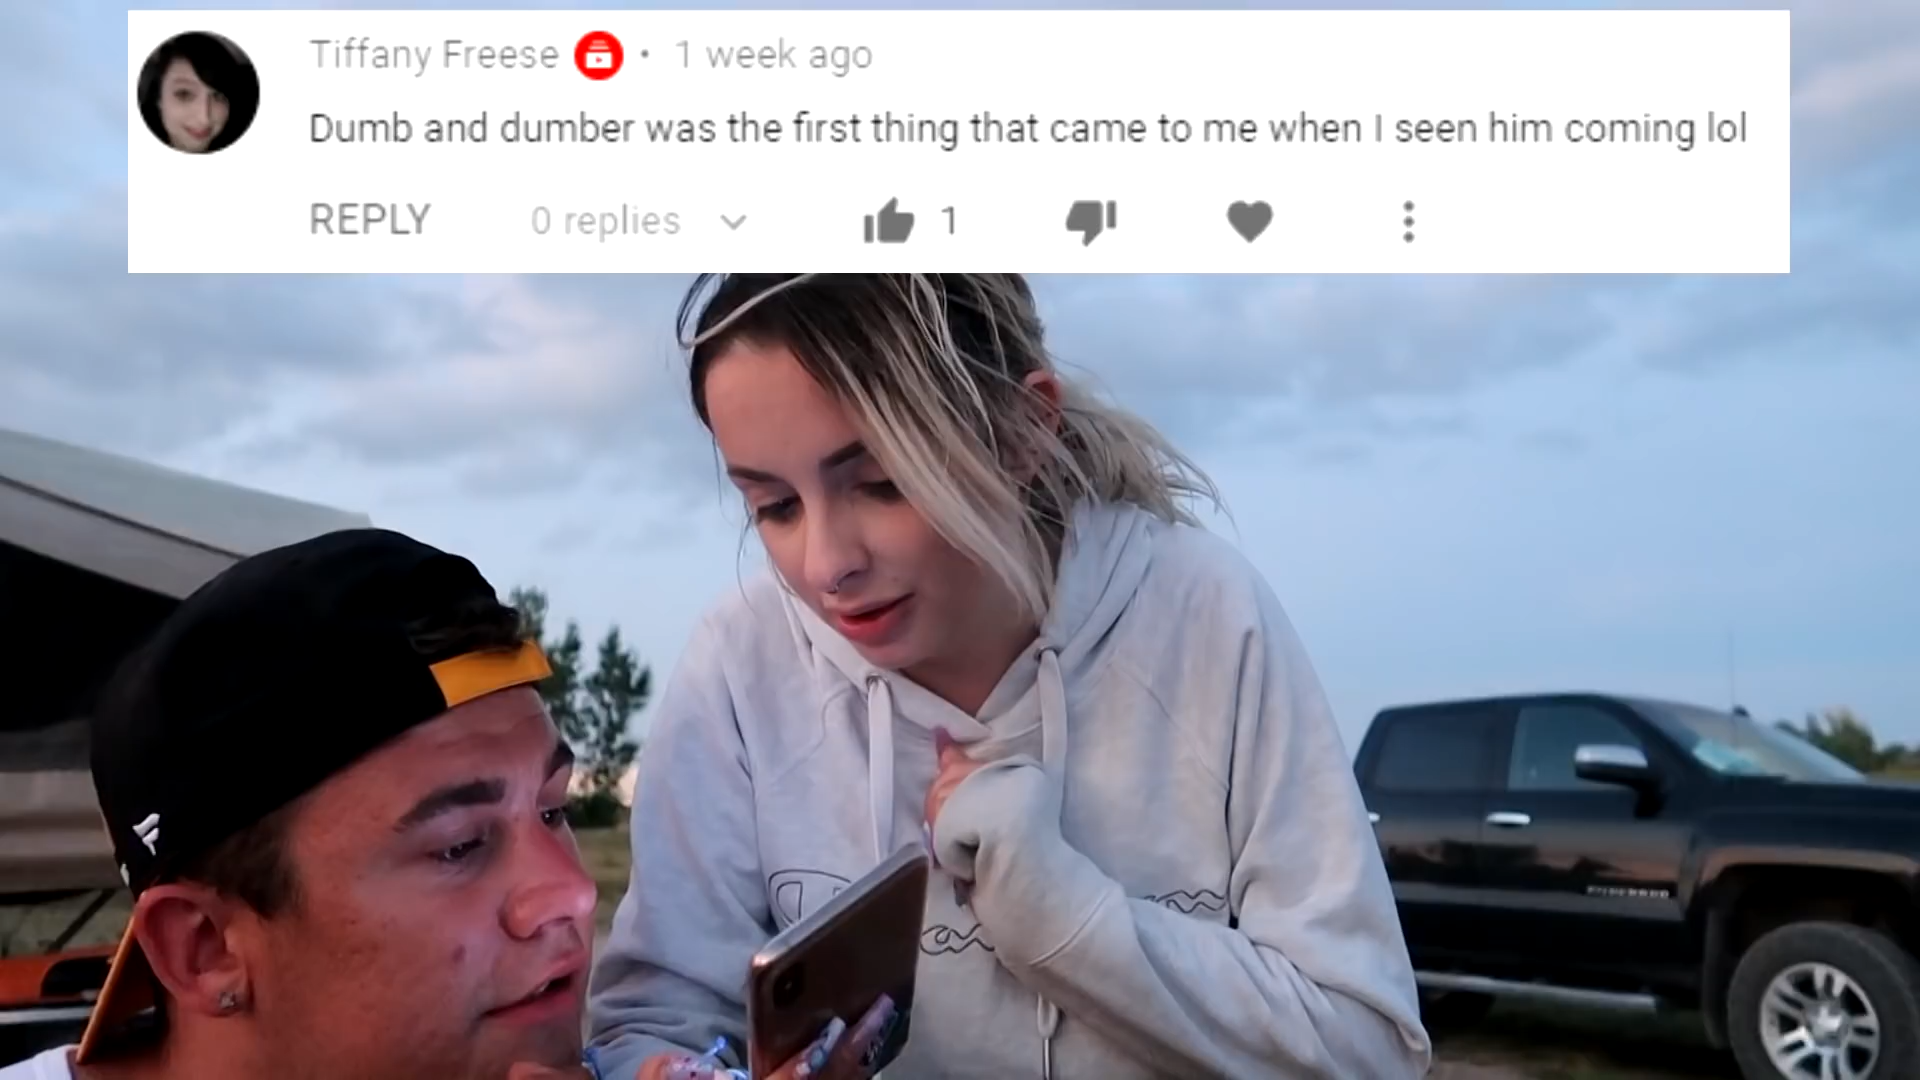 Tiffany Freese • 1 week ago
Dumb and dumber was the first thing that came to me when I seen him coming lol
REPLY 0 replies 1